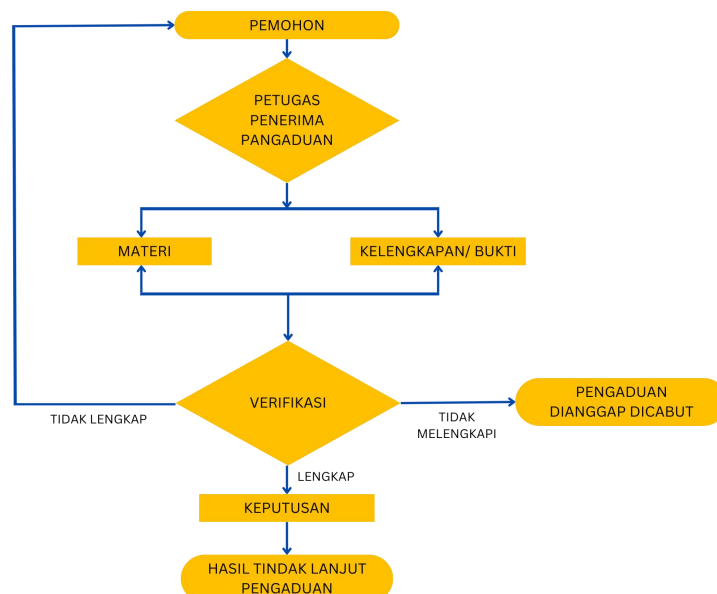 PEMOHON
PETUGAS
PENERIMA
PANGADUAN
MATERI
KELENGKAPAN/ BUKTI
VERIFIKASI
PENGADUAN
DIANGGAP DICABUT
TIDAK LENGKAP
TIDAK
MELENGKAPI
LENGKAP
KEPUTUSAN
HASIL TINDAK LANJUT
PENGADUAN